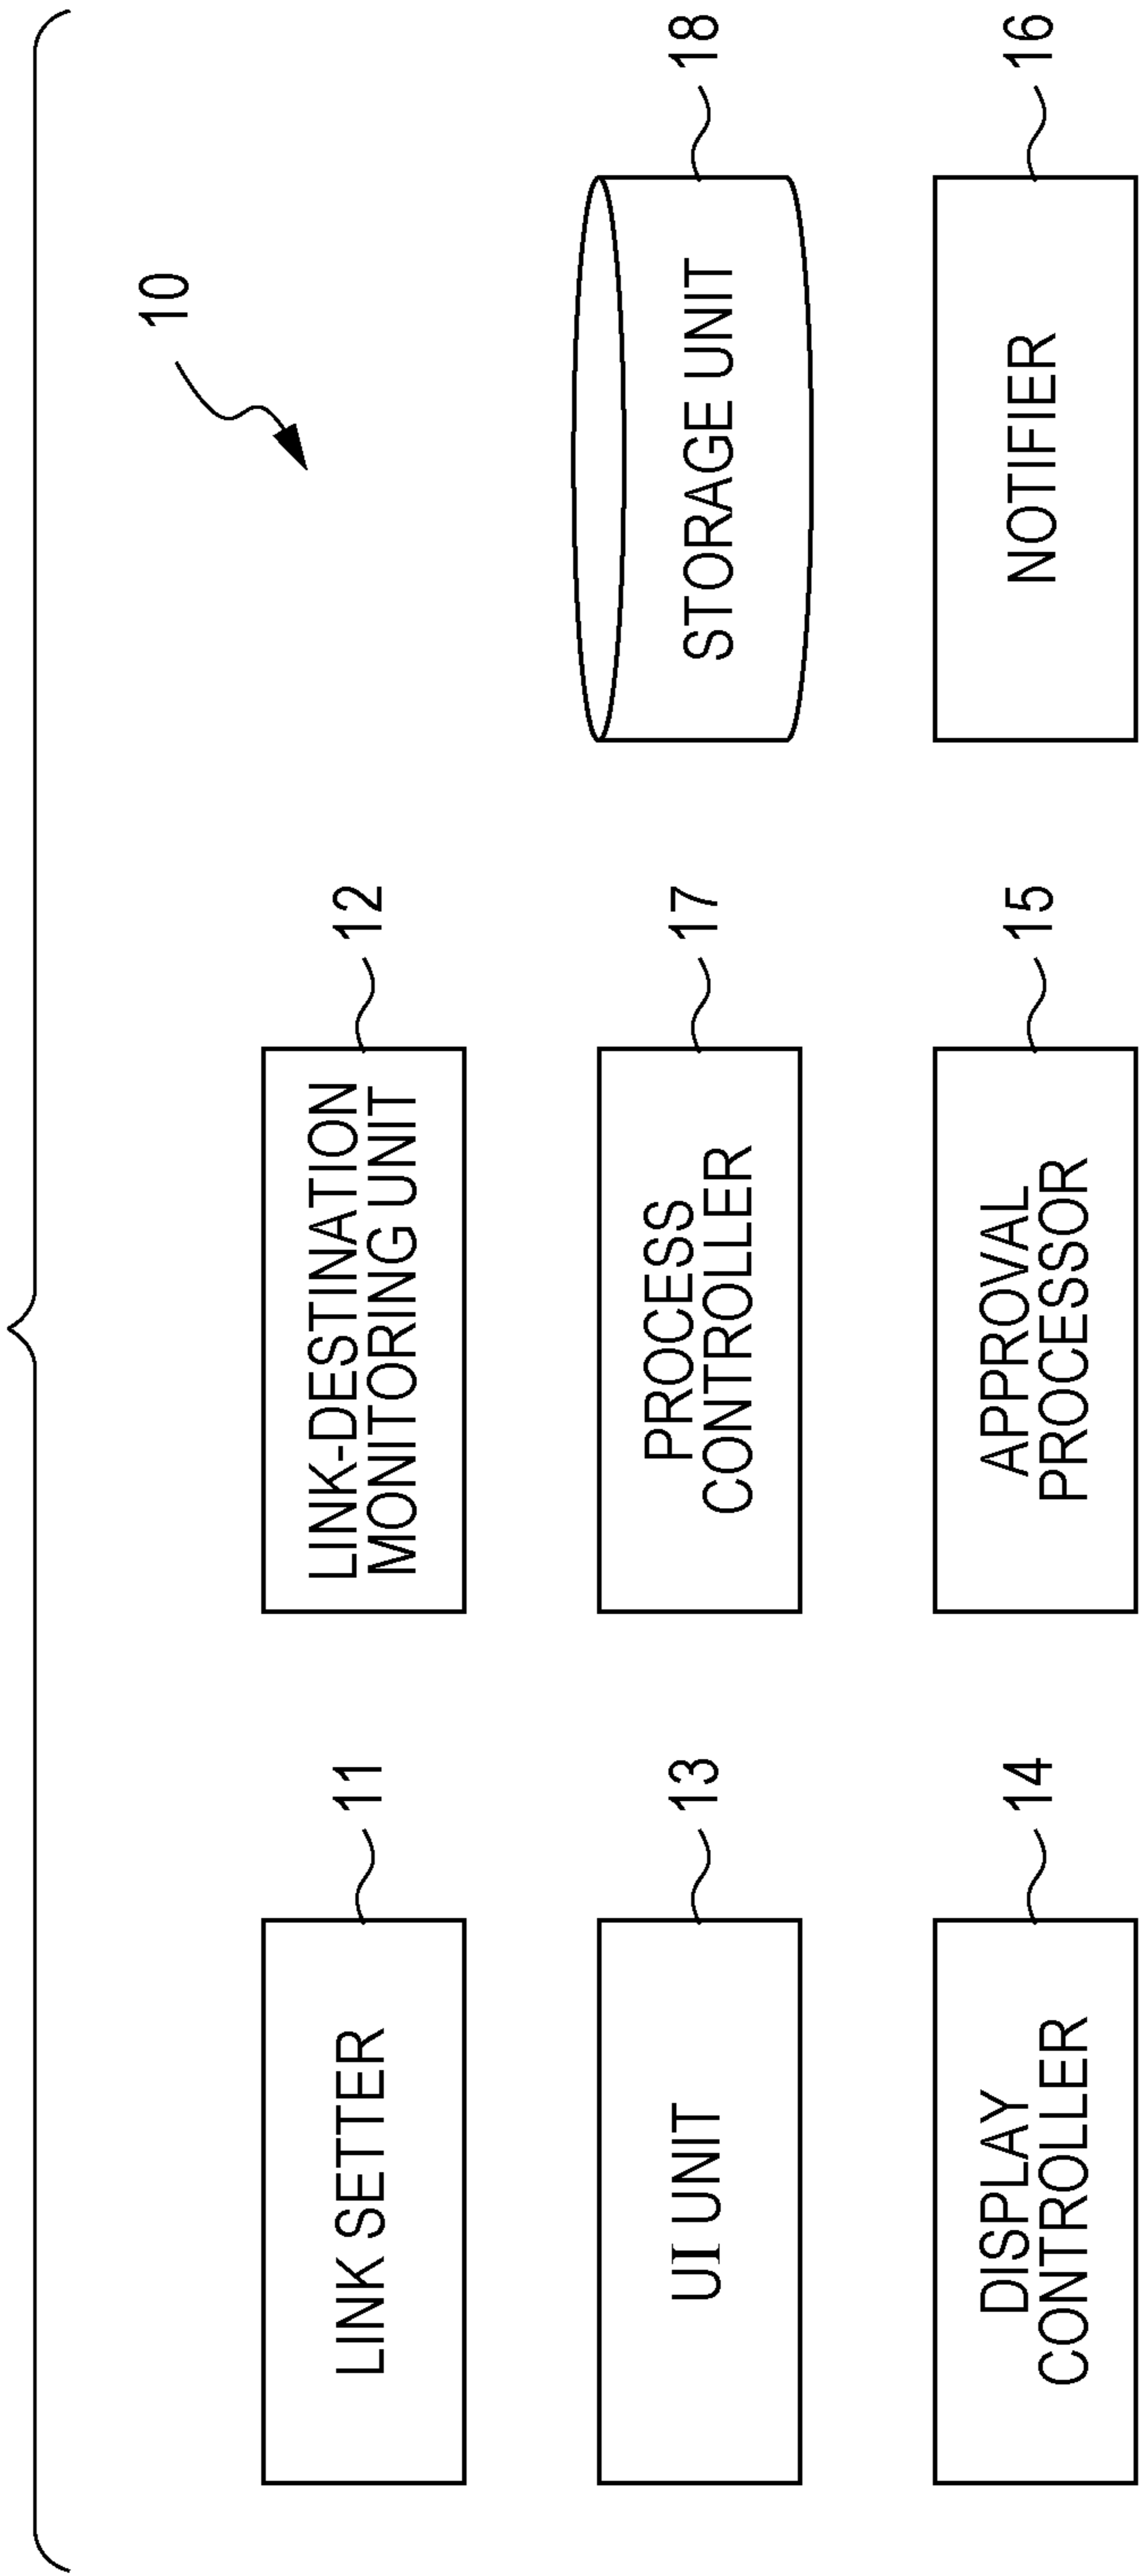 10
11
LINK SETTER
12
LINK-DESTINATION
MONITORING UNIT
13
UI UNIT
17
PROCESS
CONTROLLER
18
STORAGE UNIT
14
DISPLAY
CONTROLLER
15
APPROVAL
PROCESSOR
16
NOTIFIER